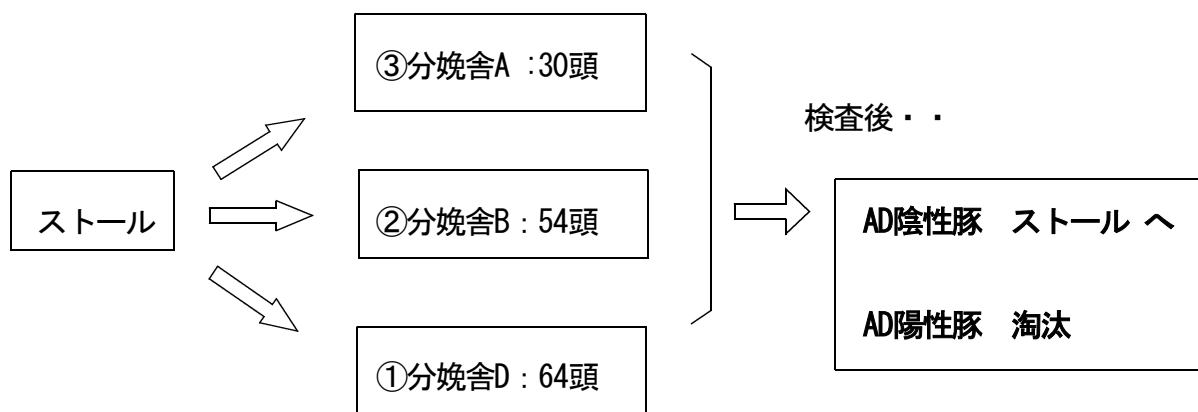 ③分娩舎A :30頭
検査後・・
ストール
②分娩舎B:54頭
AD陰性豚 ストール へ
AD陽性豚 淘汰
①分娩舎D:64頭